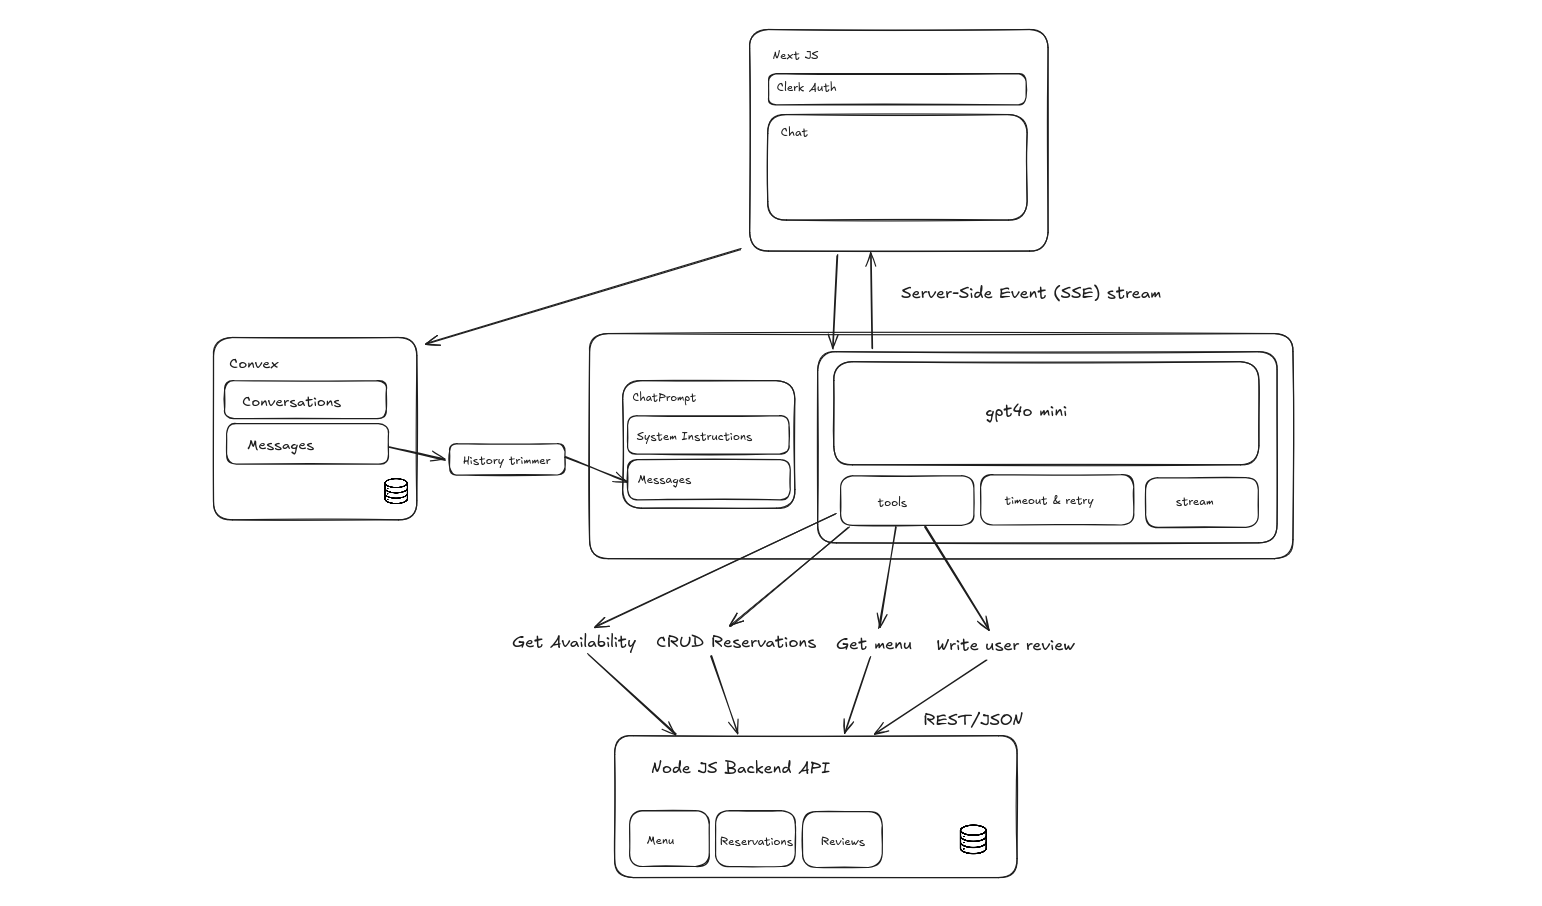 Next JS
Clerk Auth
Chat
Server-Side Event (SSE) stream
Convex
Conversations
Messages
History trimmer
ChatPrompt
System Instructions
Messages
gpt4o mini
tools
timeout & retry
stream
Get Availability
CRUD Reservations
Get menu
Write user review
REST/JSON
Node JS Backend API
Menu
Reservations
Reviews